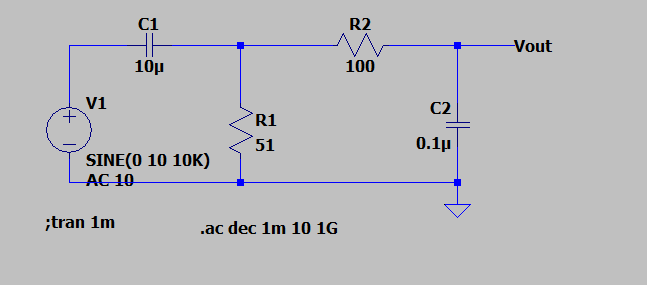 C1
R2
Vout
10µ
100
V1
C2
R1
51
0.1µ
SINE(0 10 10K)
AC 10
;tran 1m
.ac dec 1m 10 1G